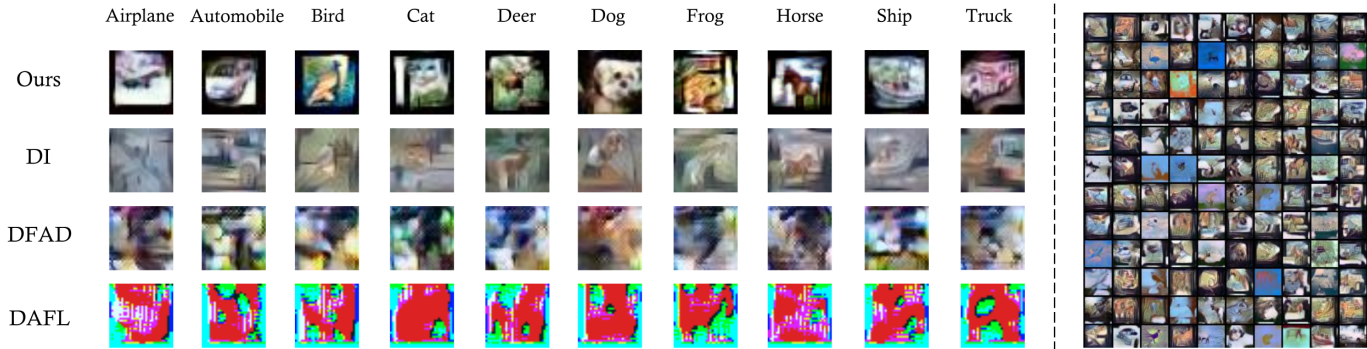 Airplane Automobile Bird Cat Deer Dog Frog Horse Ship Truck
Ours
DI
DFAD
DAFL